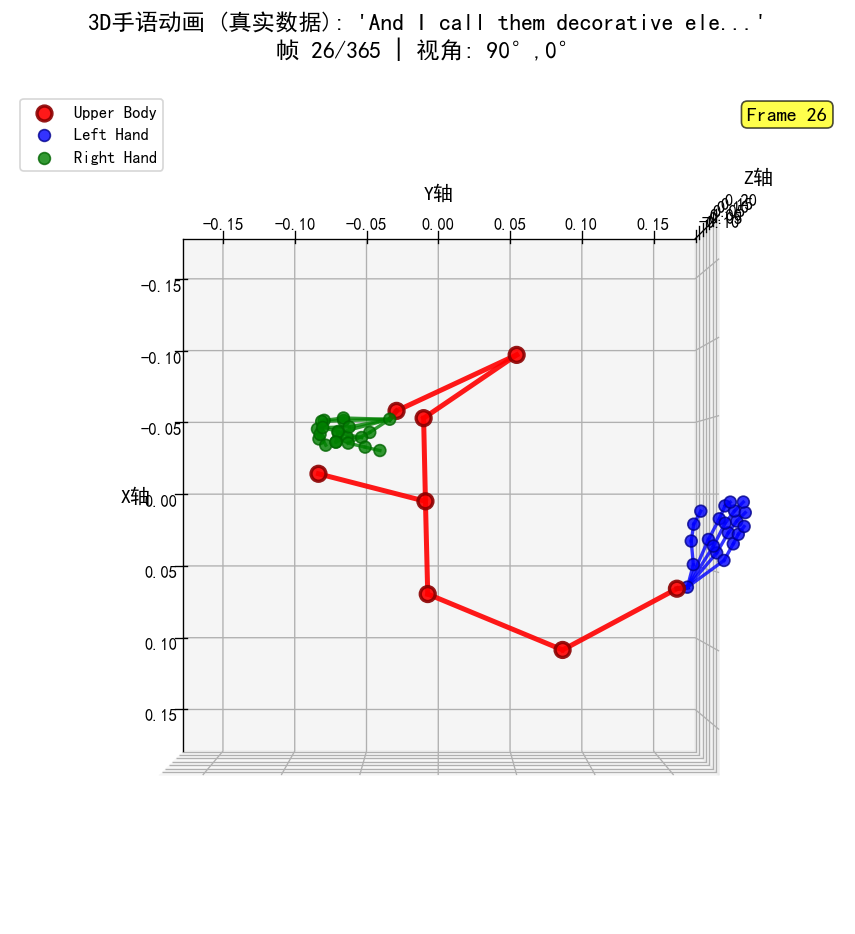 3D手语动画 (真实数据): 'And I call them decorative ele...'
帧 26/365 | 视角: 90°,0°
Upper Body
Left Hand
Right Hand
Frame 26
Z轴
Y轴
-0.15 -0.10 -0.05 0.00 0.05 0.10 0.15
-0.15
-0.10
-0.05
X轴
0.00
0.05
0.10
0.15